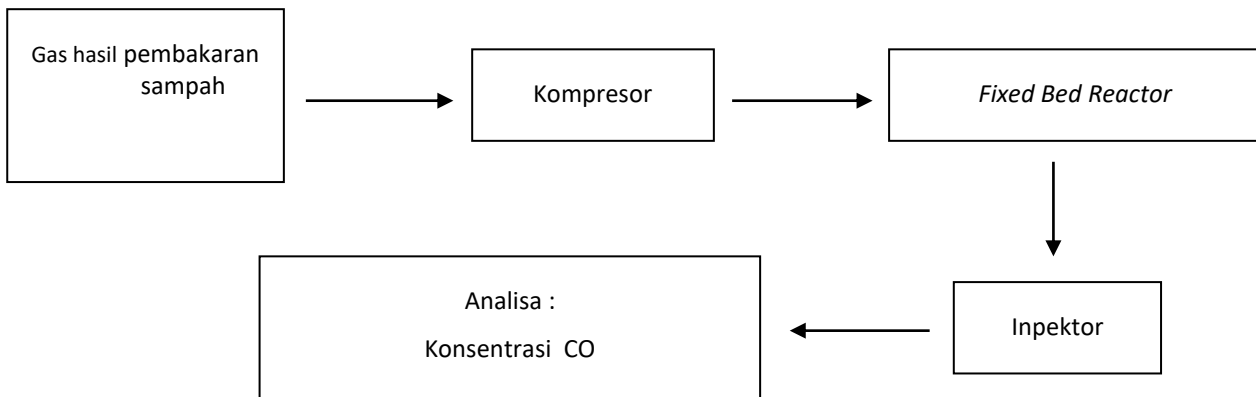 Gas hasil pembakaran
sampah
Kompresor
Fixed Bed Reactor
Inpektor
Analisa :
Konsentrasi CO